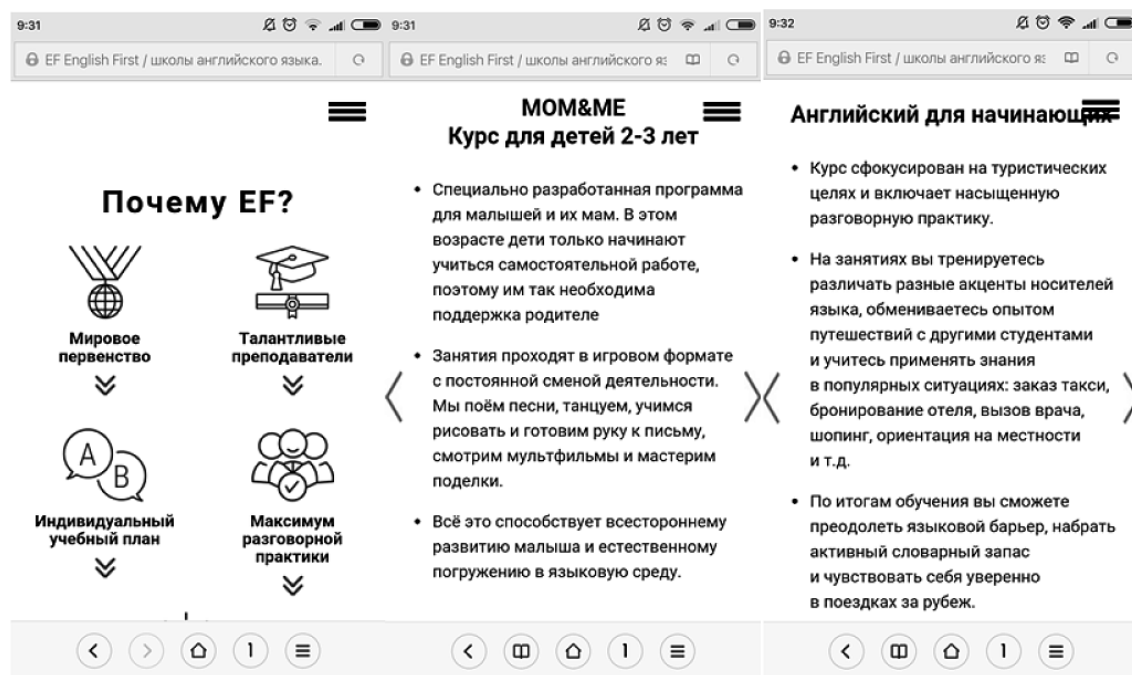 9:31
EF English First / школы английского языка.
Почему EF?
Мировое
первенство
Талантливые
преподаватели
A
B
Индивидуальный
учебный план
Максимум
разговорной
практики
1
9:31
EF English First / школы английского яз
MOM&ME
Курс для детей 2-3 лет
• Специально разработанная программа
для малышей и их мам. В этом
возрасте дети только начинают
учиться самостоятельной работе,
поэтому им так необходима
поддержка родителе
• Занятия проходят в игровом формате
с постоянной сменой деятельности.
Мы поём песни, танцуем, учимся
рисовать и готовим руку к письму,
смотрим мультфильмы и мастерим
поделки.
• Всё это способствует всестороннему
развитию малыша и естественному
погружению в языковую среду.
1
9:32
EF English First / школы английского яз
Английский для начинающих
• Курс сфокусирован на туристических
целях и включает насыщенную
разговорную практику.
• На занятиях вы тренируетесь
различать разные акценты носителей
языка, обмениваетесь опытом
путешествий с другими студентами
и учитесь применять знания
в популярных ситуациях: заказ такси,
бронирование отеля, вызов врача,
шопинг, ориентация на местности
и т.д.
• По итогам обучения вы сможете
преодолеть языковой барьер, набрать
активный словарный запас
и чувствовать себя уверенно
в поездках за рубеж.
1